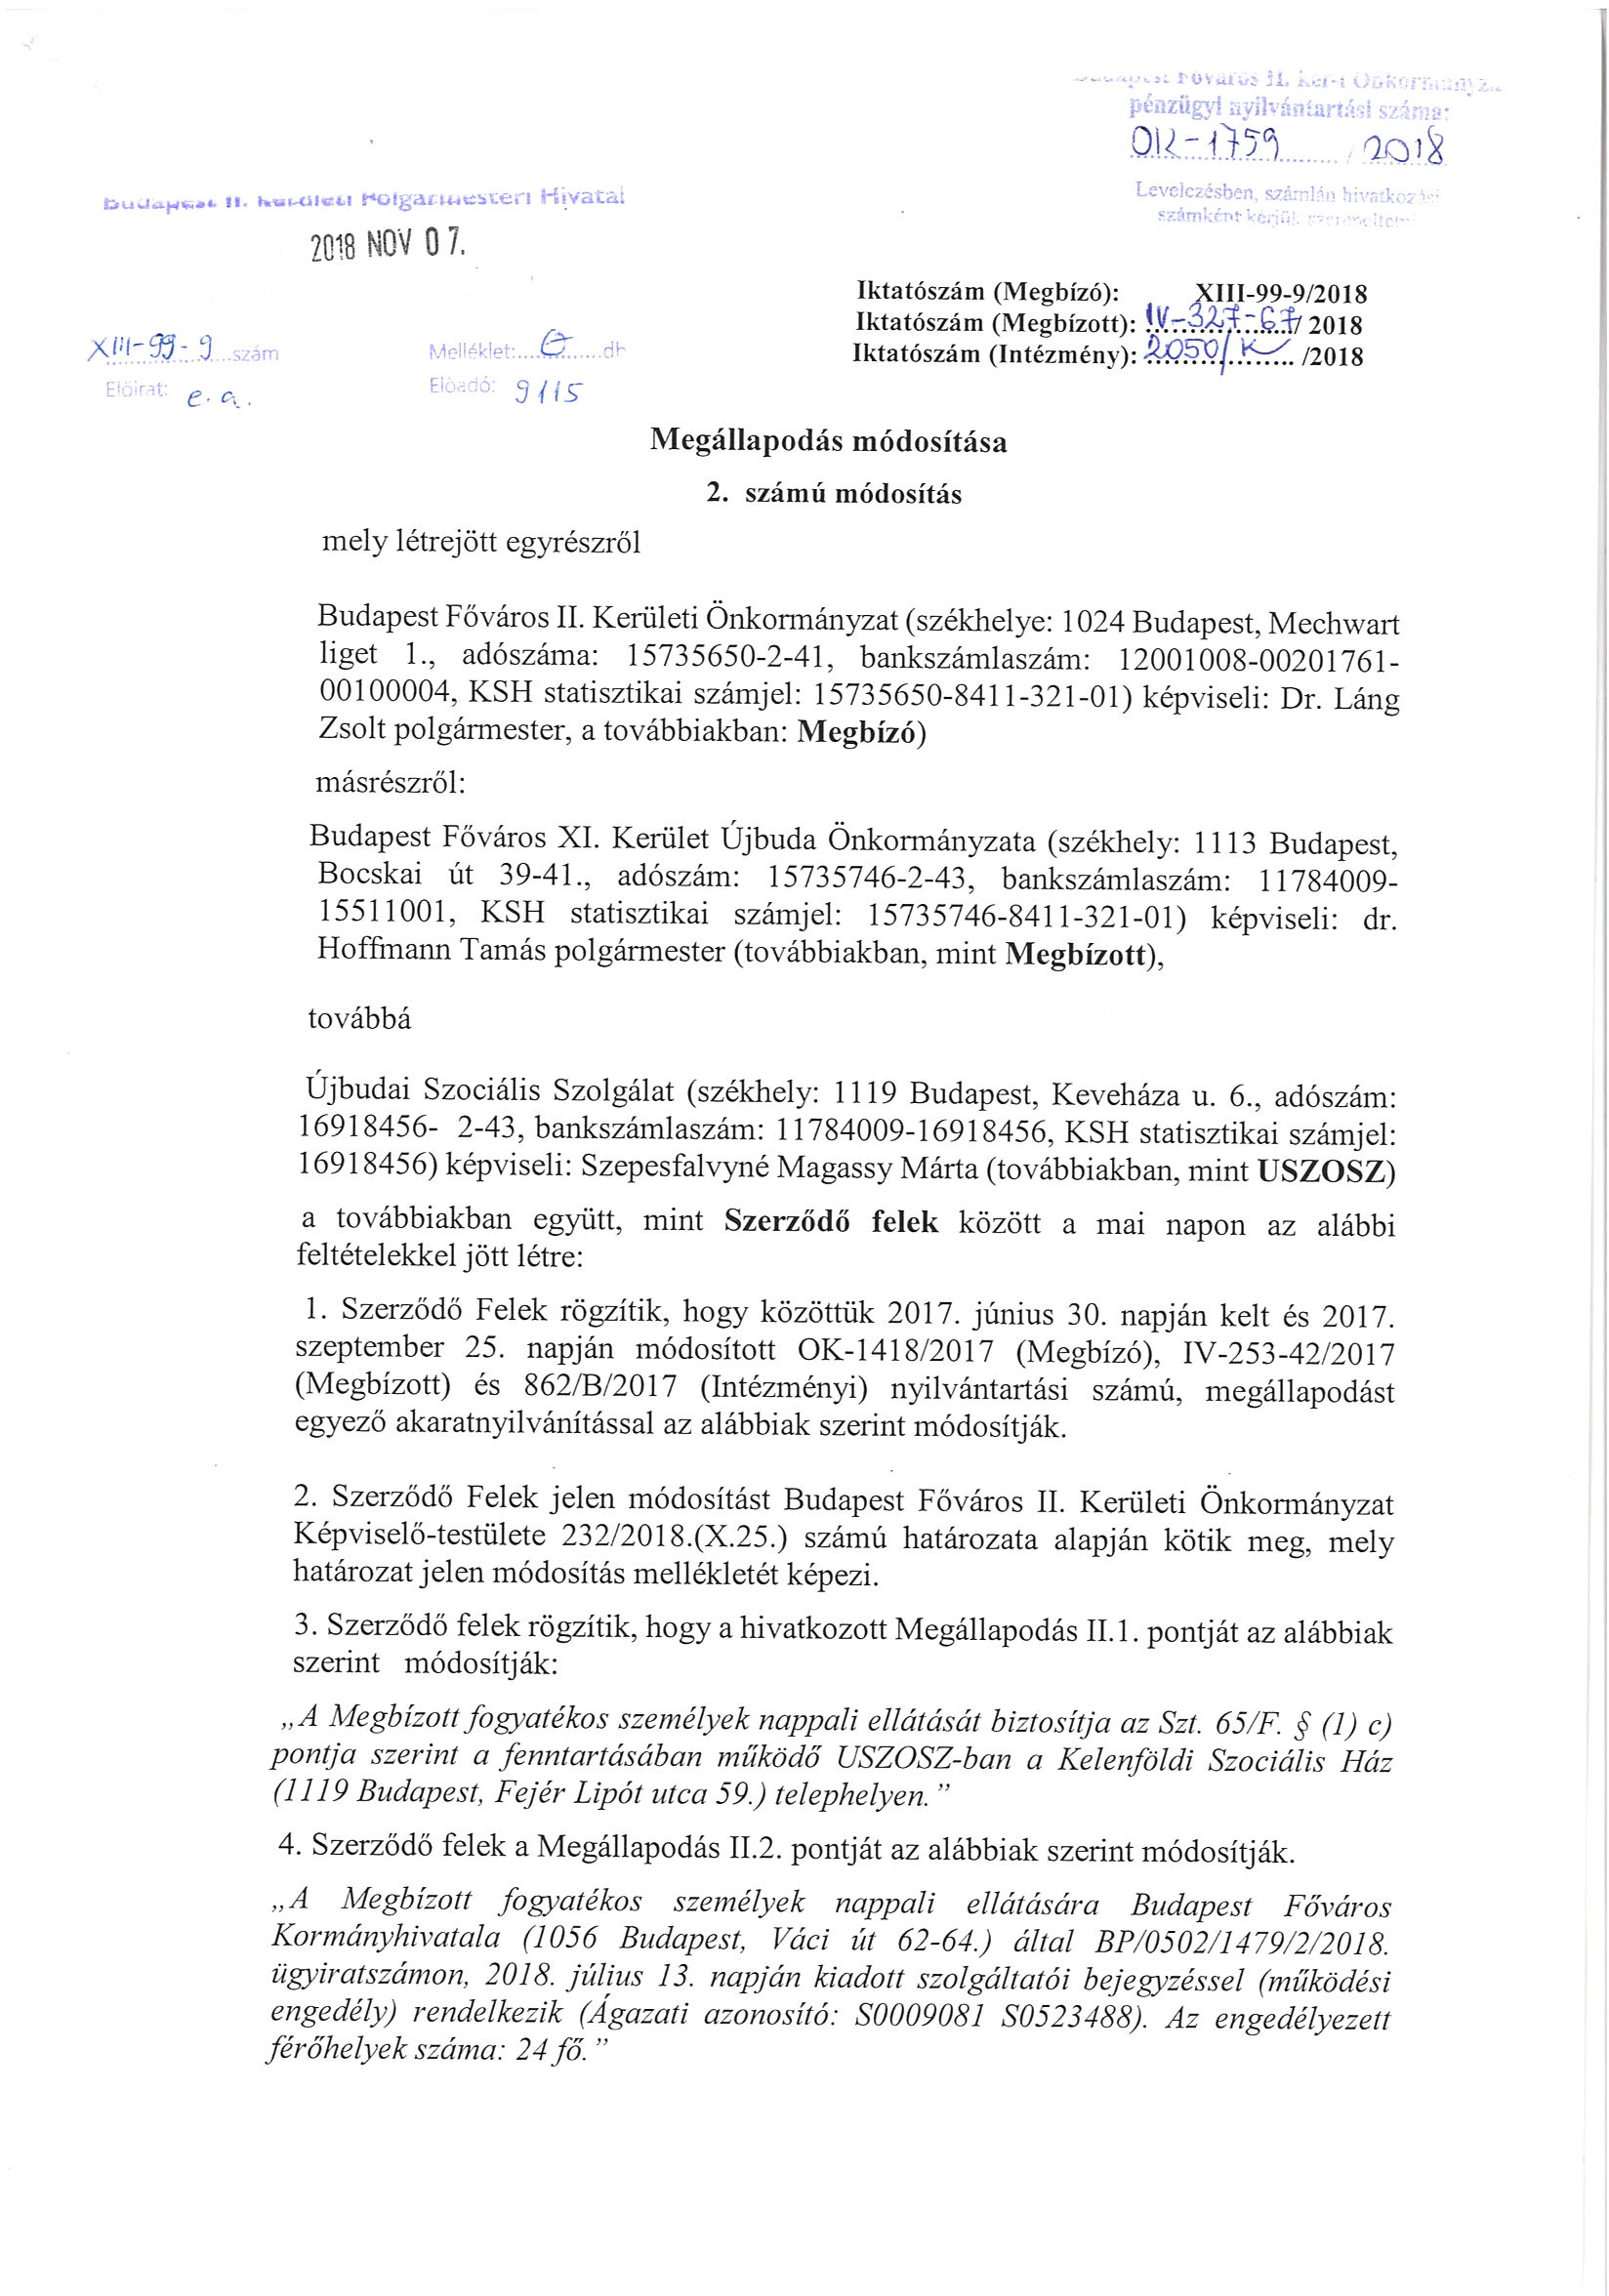 Budapest Főváros II. ker-i Önkormányzat
pénzügyi nyilvántartási száma:
OK-1759 / 2018
Levelezésben, számlán hivatkozási
számként kérjük
Budapest II. kerületi Polgármesteri Hivatal
2018 NOV 07.
Iktatószám (Megbízó): XIII-99-9/2018
Iktatószám (Megbízott): IV-327-67/ 2018
Iktatószám (Intézmény): 2050/K /2018
XIII-99-9 szám Melléklet: 0 db
Előirat: e.a. Előadó: 9115
Megállapodás módosítása
2. számú módosítás
mely létrejött egyrészről
Budapest Főváros II. Kerületi Önkormányzat (székhelye: 1024 Budapest, Mechwart
liget 1., adószáma: 15735650-2-41, bankszámlaszám: 12001008-00201761-
00100004, KSH statisztikai számjel: 15735650-8411-321-01) képviseli: Dr. Láng
Zsolt polgármester, a továbbiakban: Megbízó)
másrészről:
Budapest Főváros XI. Kerület Újbuda Önkormányzata (székhely: 1113 Budapest,
Bocskai út 39-41., adószám: 15735746-2-43, bankszámlaszám: 11784009-
15511001, KSH statisztikai számjel: 15735746-8411-321-01) képviseli: dr.
Hoffmann Tamás polgármester (továbbiakban, mint Megbízott),
továbbá
Újbudai Szociális Szolgálat (székhely: 1119 Budapest, Keveháza u. 6., adószám:
16918456- 2-43, bankszámlaszám: 11784009-16918456, KSH statisztikai számjel:
16918456) képviseli: Szepesfalvyné Magassy Márta (továbbiakban, mint USZOSZ)
a továbbiakban együtt, mint Szerződő felek között a mai napon az alábbi
feltételekkel jött létre:
1. Szerződő Felek rögzítik, hogy közöttük 2017. június 30. napján kelt és 2017.
szeptember 25. napján módosított OK-1418/2017 (Megbízó), IV-253-42/2017
(Megbízott) és 862/B/2017 (Intézményi) nyilvántartási számú, megállapodást
egyező akaratnyilvánítással az alábbiak szerint módosítják.
2. Szerződő Felek jelen módosítást Budapest Főváros II. Kerületi Önkormányzat
Képviselő-testülete 232/2018.(X.25.) számú határozata alapján kötik meg, mely
határozat jelen módosítás mellékletét képezi.
3. Szerződő felek rögzítik, hogy a hivatkozott Megállapodás II.1. pontját az alábbiak
szerint módosítják:
„A Megbízott fogyatékos személyek nappali ellátását biztosítja az Szt. 65/F. § (1) c)
pontja szerint a fenntartásában működő USZOSZ-ban a Kelenföldi Szociális Ház
(1119 Budapest, Fejér Lipót utca 59.) telephelyen.”
4. Szerződő felek a Megállapodás II.2. pontját az alábbiak szerint módosítják.
„A Megbízott fogyatékos személyek nappali ellátására Budapest Főváros
Kormányhivatala (1056 Budapest, Váci út 62-64.) által BP/0502/1479/2/2018.
ügyiratszámon, 2018. július 13. napján kiadott szolgáltatói bejegyzéssel (működési
engedély) rendelkezik (Ágazati azonosító: S0009081 S0523488). Az engedélyezett
férőhelyek száma: 24 fő.”